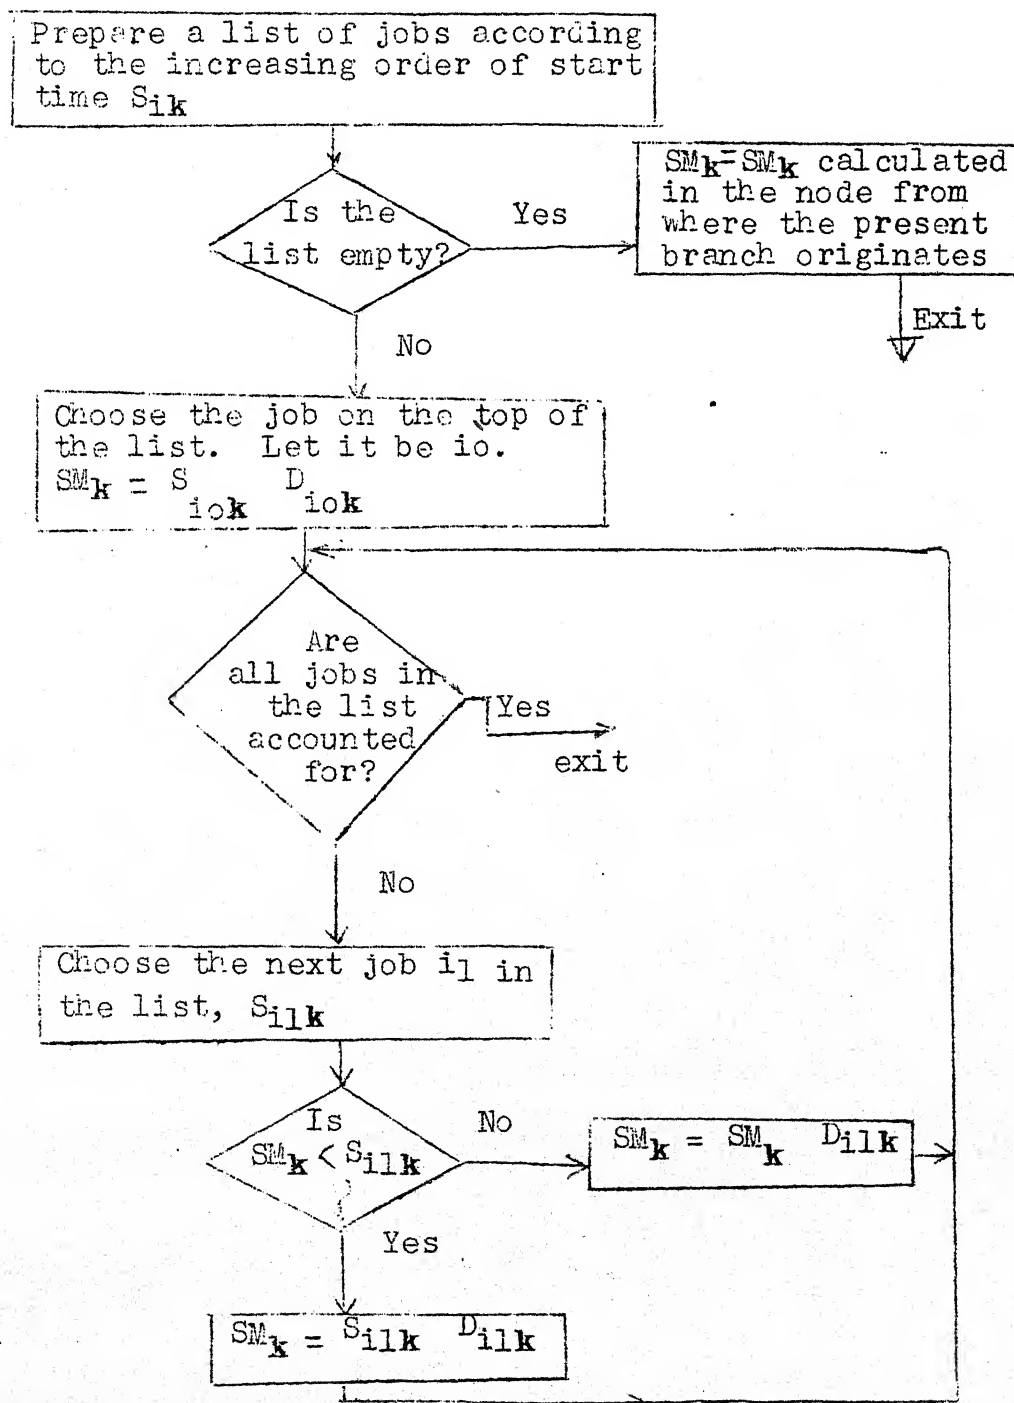 Prepare a list of jobs according
to the increasing order of start
time Sik
Is the
list empty?
Yes
SMk=SMk calculated
in the node from
where the present
branch originates
Exit
No
Choose the job on the top of
the list. Let it be io.
SMk = Siok Diok
Are
all jobs in
the list
accounted
for?
Yes
exit
No
Choose the next job i1 in
the list, Si1k
Is
SMk < Si1k
No
SMk = SMk Di1k
Yes
SMk = Si1k Di1k